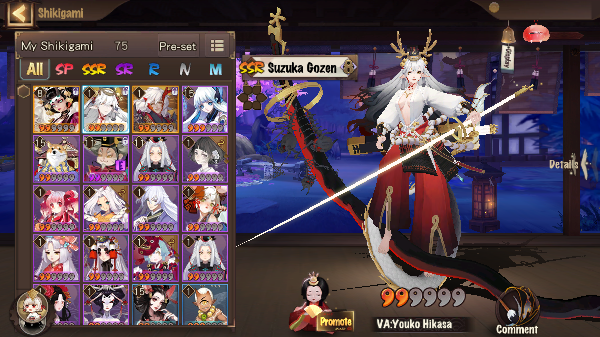 Shikigami
My Shikigami 75 Pre-set
All SP SSR SR R N M
SSR Suzuka Gozen
Details
Promote
VA:Youko Hikasa
Comment